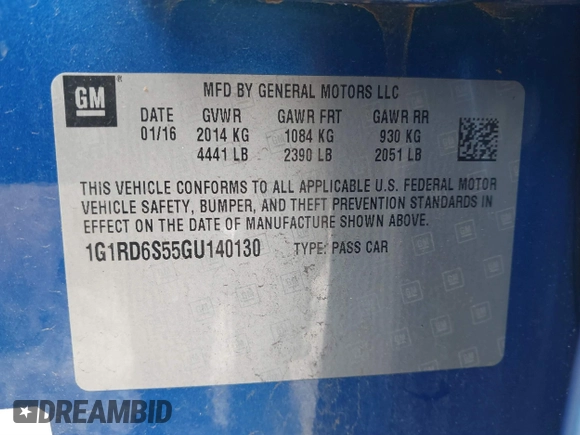 GM
MFD BY GENERAL MOTORS LLC
DATE GVWR GAWR FRT GAWR RR
01/16 2014 KG 1084 KG 930 KG
4441 LB 2390 LB 2051 LB
THIS VEHICLE CONFORMS TO ALL APPLICABLE U.S. FEDERAL MOTOR
VEHICLE SAFETY, BUMPER, AND THEFT PREVENTION STANDARDS IN
EFFECT ON THE DATE OF MANUFACTURE SHOWN ABOVE.
1G1RD6S55GU140130 TYPE: PASS CAR
DREAMBID